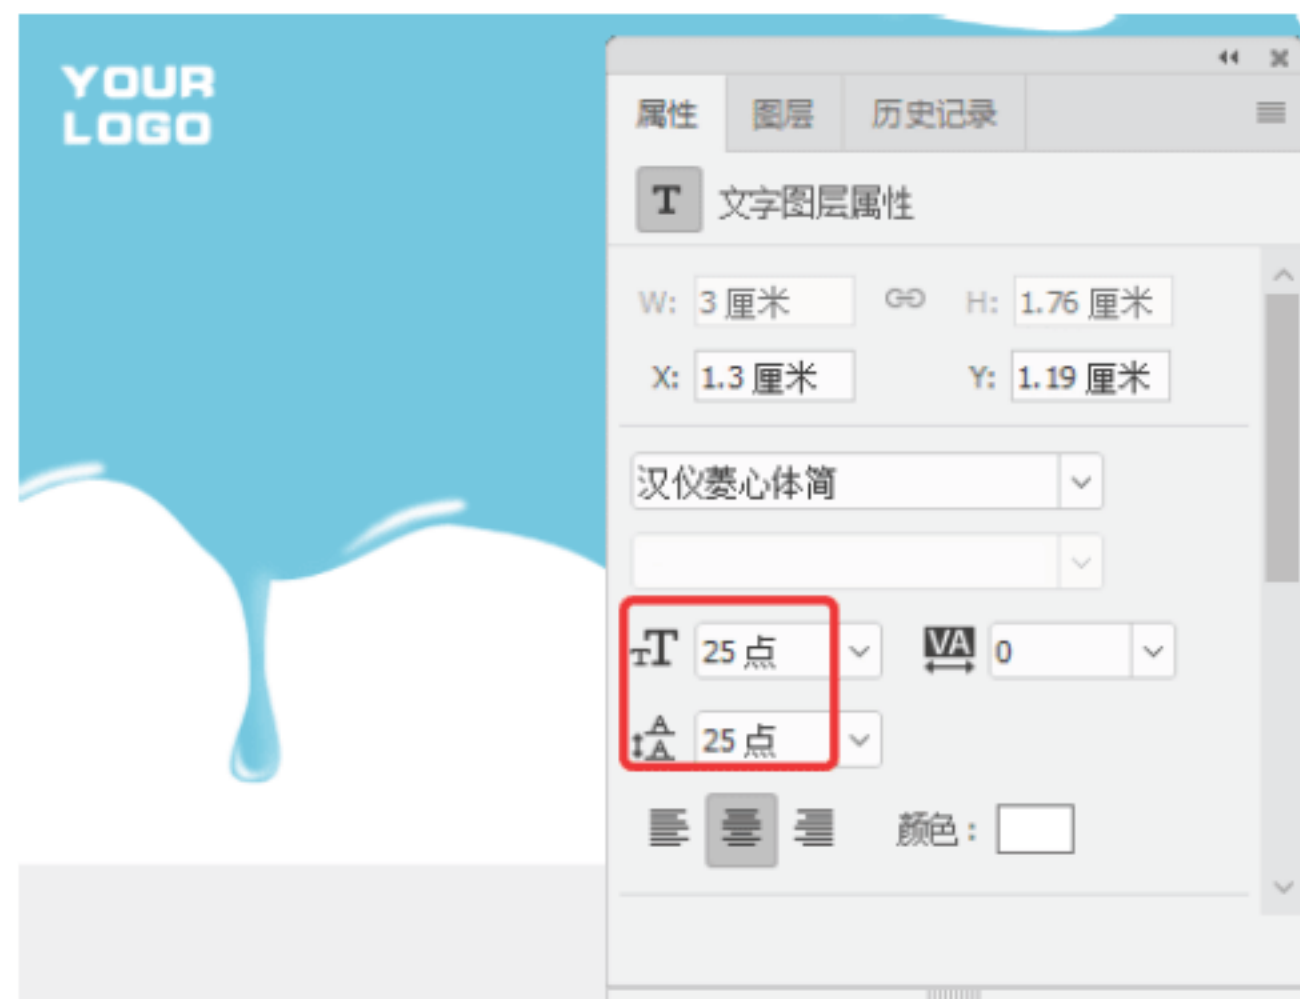 YOUR
LOGO
属性 图层 历史记录
T 文字图层属性
W: 3 厘米 H: 1.76 厘米
X: 1.3 厘米 Y: 1.19 厘米
汉仪菱心体简
TT 25 点 VA 0
AA 25 点
颜色：